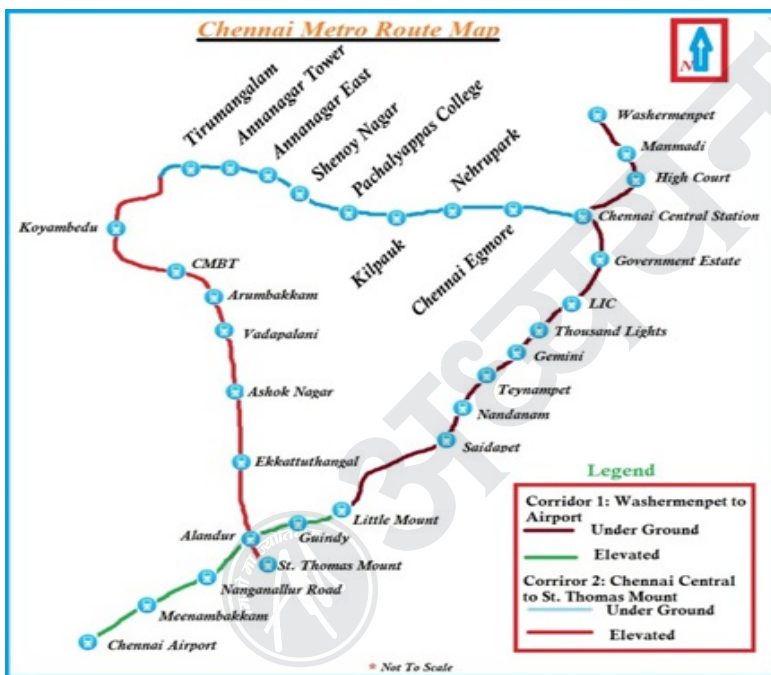 Chennai Metro Route Map
N
Tirumangalam
Annanagar Tower
Annanagar East
Shenoy Nagar
Pachalyappas College
Kilpauk
Nehrupark
Chennai Egmore
Washermenpet
Manmadi
High Court
Chennai Central Station
Government Estate
LIC
Thousand Lights
Gemini
Teynampet
Nandanam
Saidapet
Little Mount
Guindy
Koyambedu
CMBT
Arumbakkam
Vadapalani
Ashok Nagar
Ekkattuthangal
Alandur
St. Thomas Mount
Nanganallur Road
Meenambakkam
Chennai Airport
Legend
Corridor 1: Washermenpet to
Airport
Under Ground
Elevated
Corriror 2: Chennai Central
to St. Thomas Mount
Under Ground
Elevated
* Not To Scale